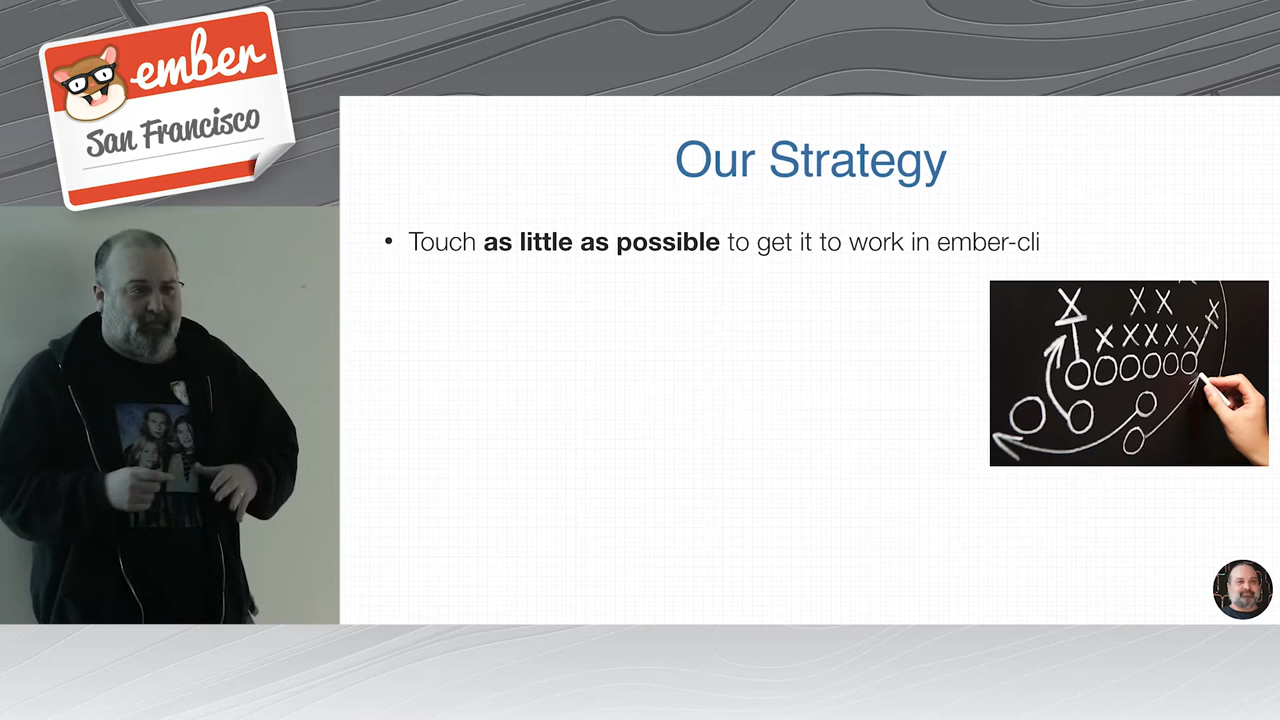 ember
San Francisco
Our Strategy
• Touch as little as possible to get it to work in ember-cli